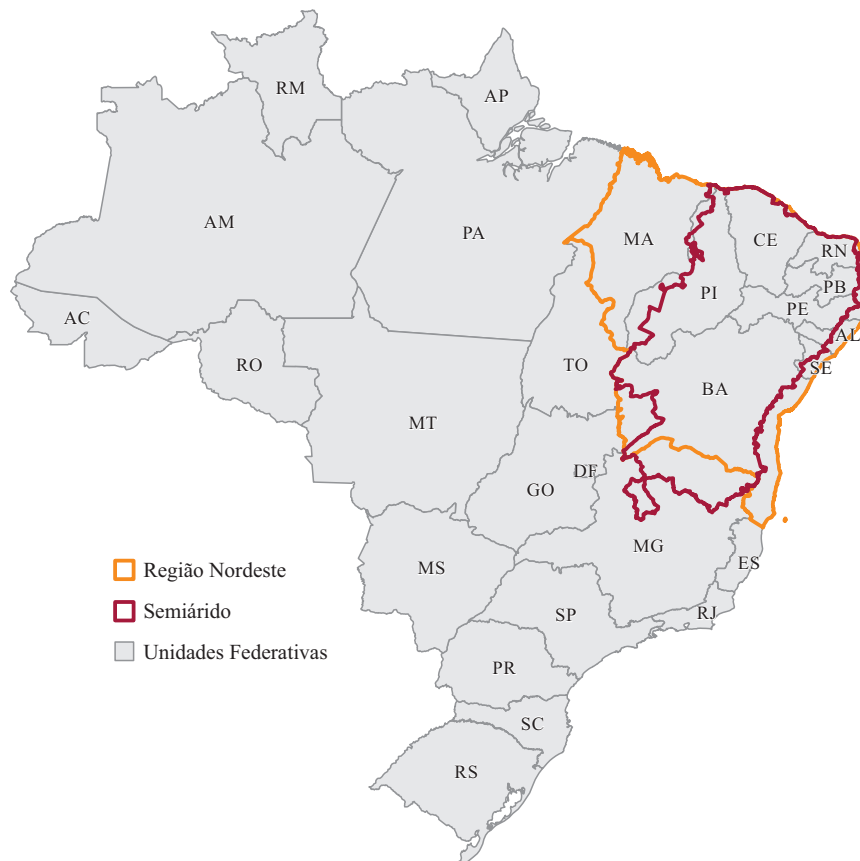 RM
AP
AM
PA
MA
CE
RN
PB
PI
PE
AL
SE
AC
RO
TO
BA
MT
DF
GO
MG
MS
ES
SP
RJ
PR
SC
RS
Região Nordeste
Semiárido
Unidades Federativas